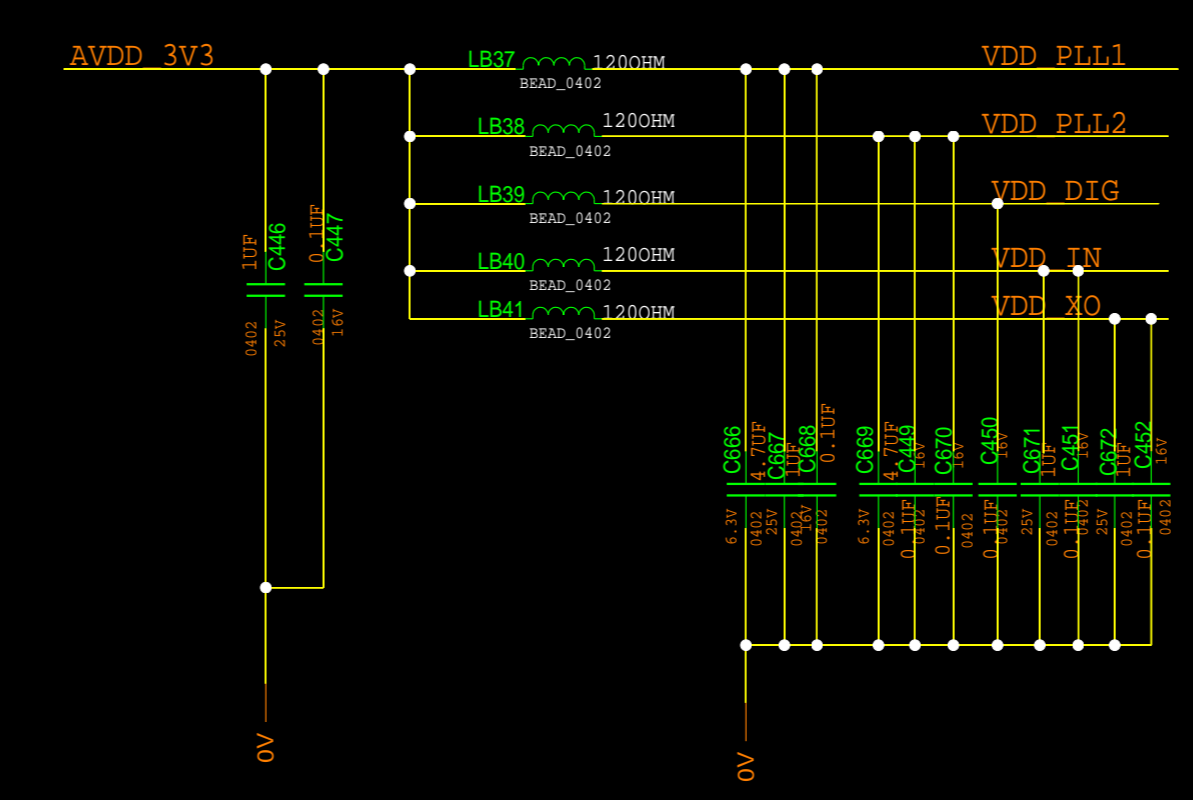 AVDD_3V3
LB37
120OHM
BEAD_0402
VDD_PLL1
LB38
120OHM
BEAD_0402
VDD_PLL2
LB39
120OHM
BEAD_0402
VDD_DIG
LB40
120OHM
BEAD_0402
VDD_IN
LB41
120OHM
BEAD_0402
VDD_XO
1UF
C446
0402
25V
0.1UF
C447
0402
16V
0V
C666
4.7UF
6.3V
0402
C667
1UF
25V
0402
C668
0.1UF
16V
0402
C669
4.7UF
6.3V
0402
C449
16V
0.1UF
0402
C670
16V
0.1UF
0402
C450
16V
0.1UF
0402
C671
1UF
25V
0402
C451
16V
0.1UF
0402
C672
1UF
25V
0402
C452
16V
0.1UF
0402
0V